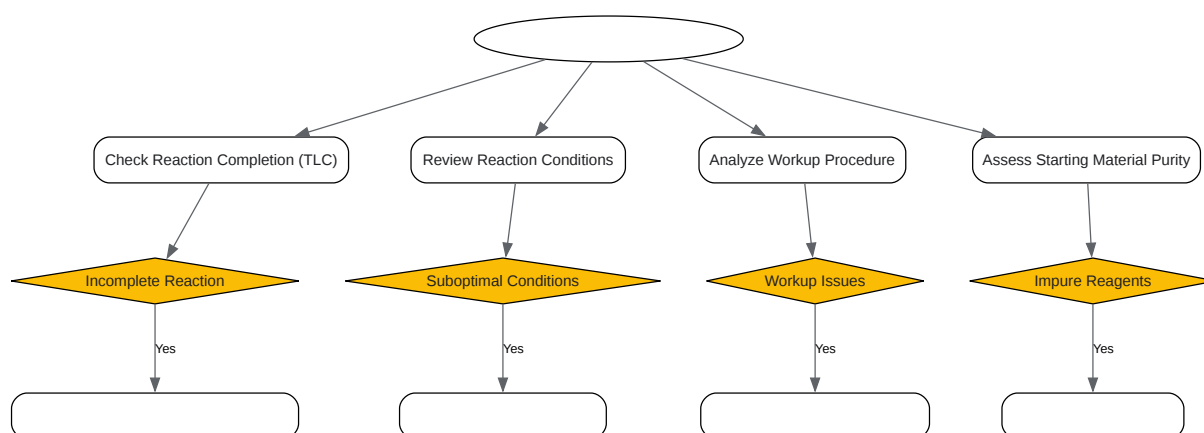 Check Reaction Completion (TLC)
Review Reaction Conditions
Analyze Workup Procedure
Assess Starting Material Purity
Incomplete Reaction
Suboptimal Conditions
Workup Issues
Impure Reagents
Yes
Yes
Yes
Yes